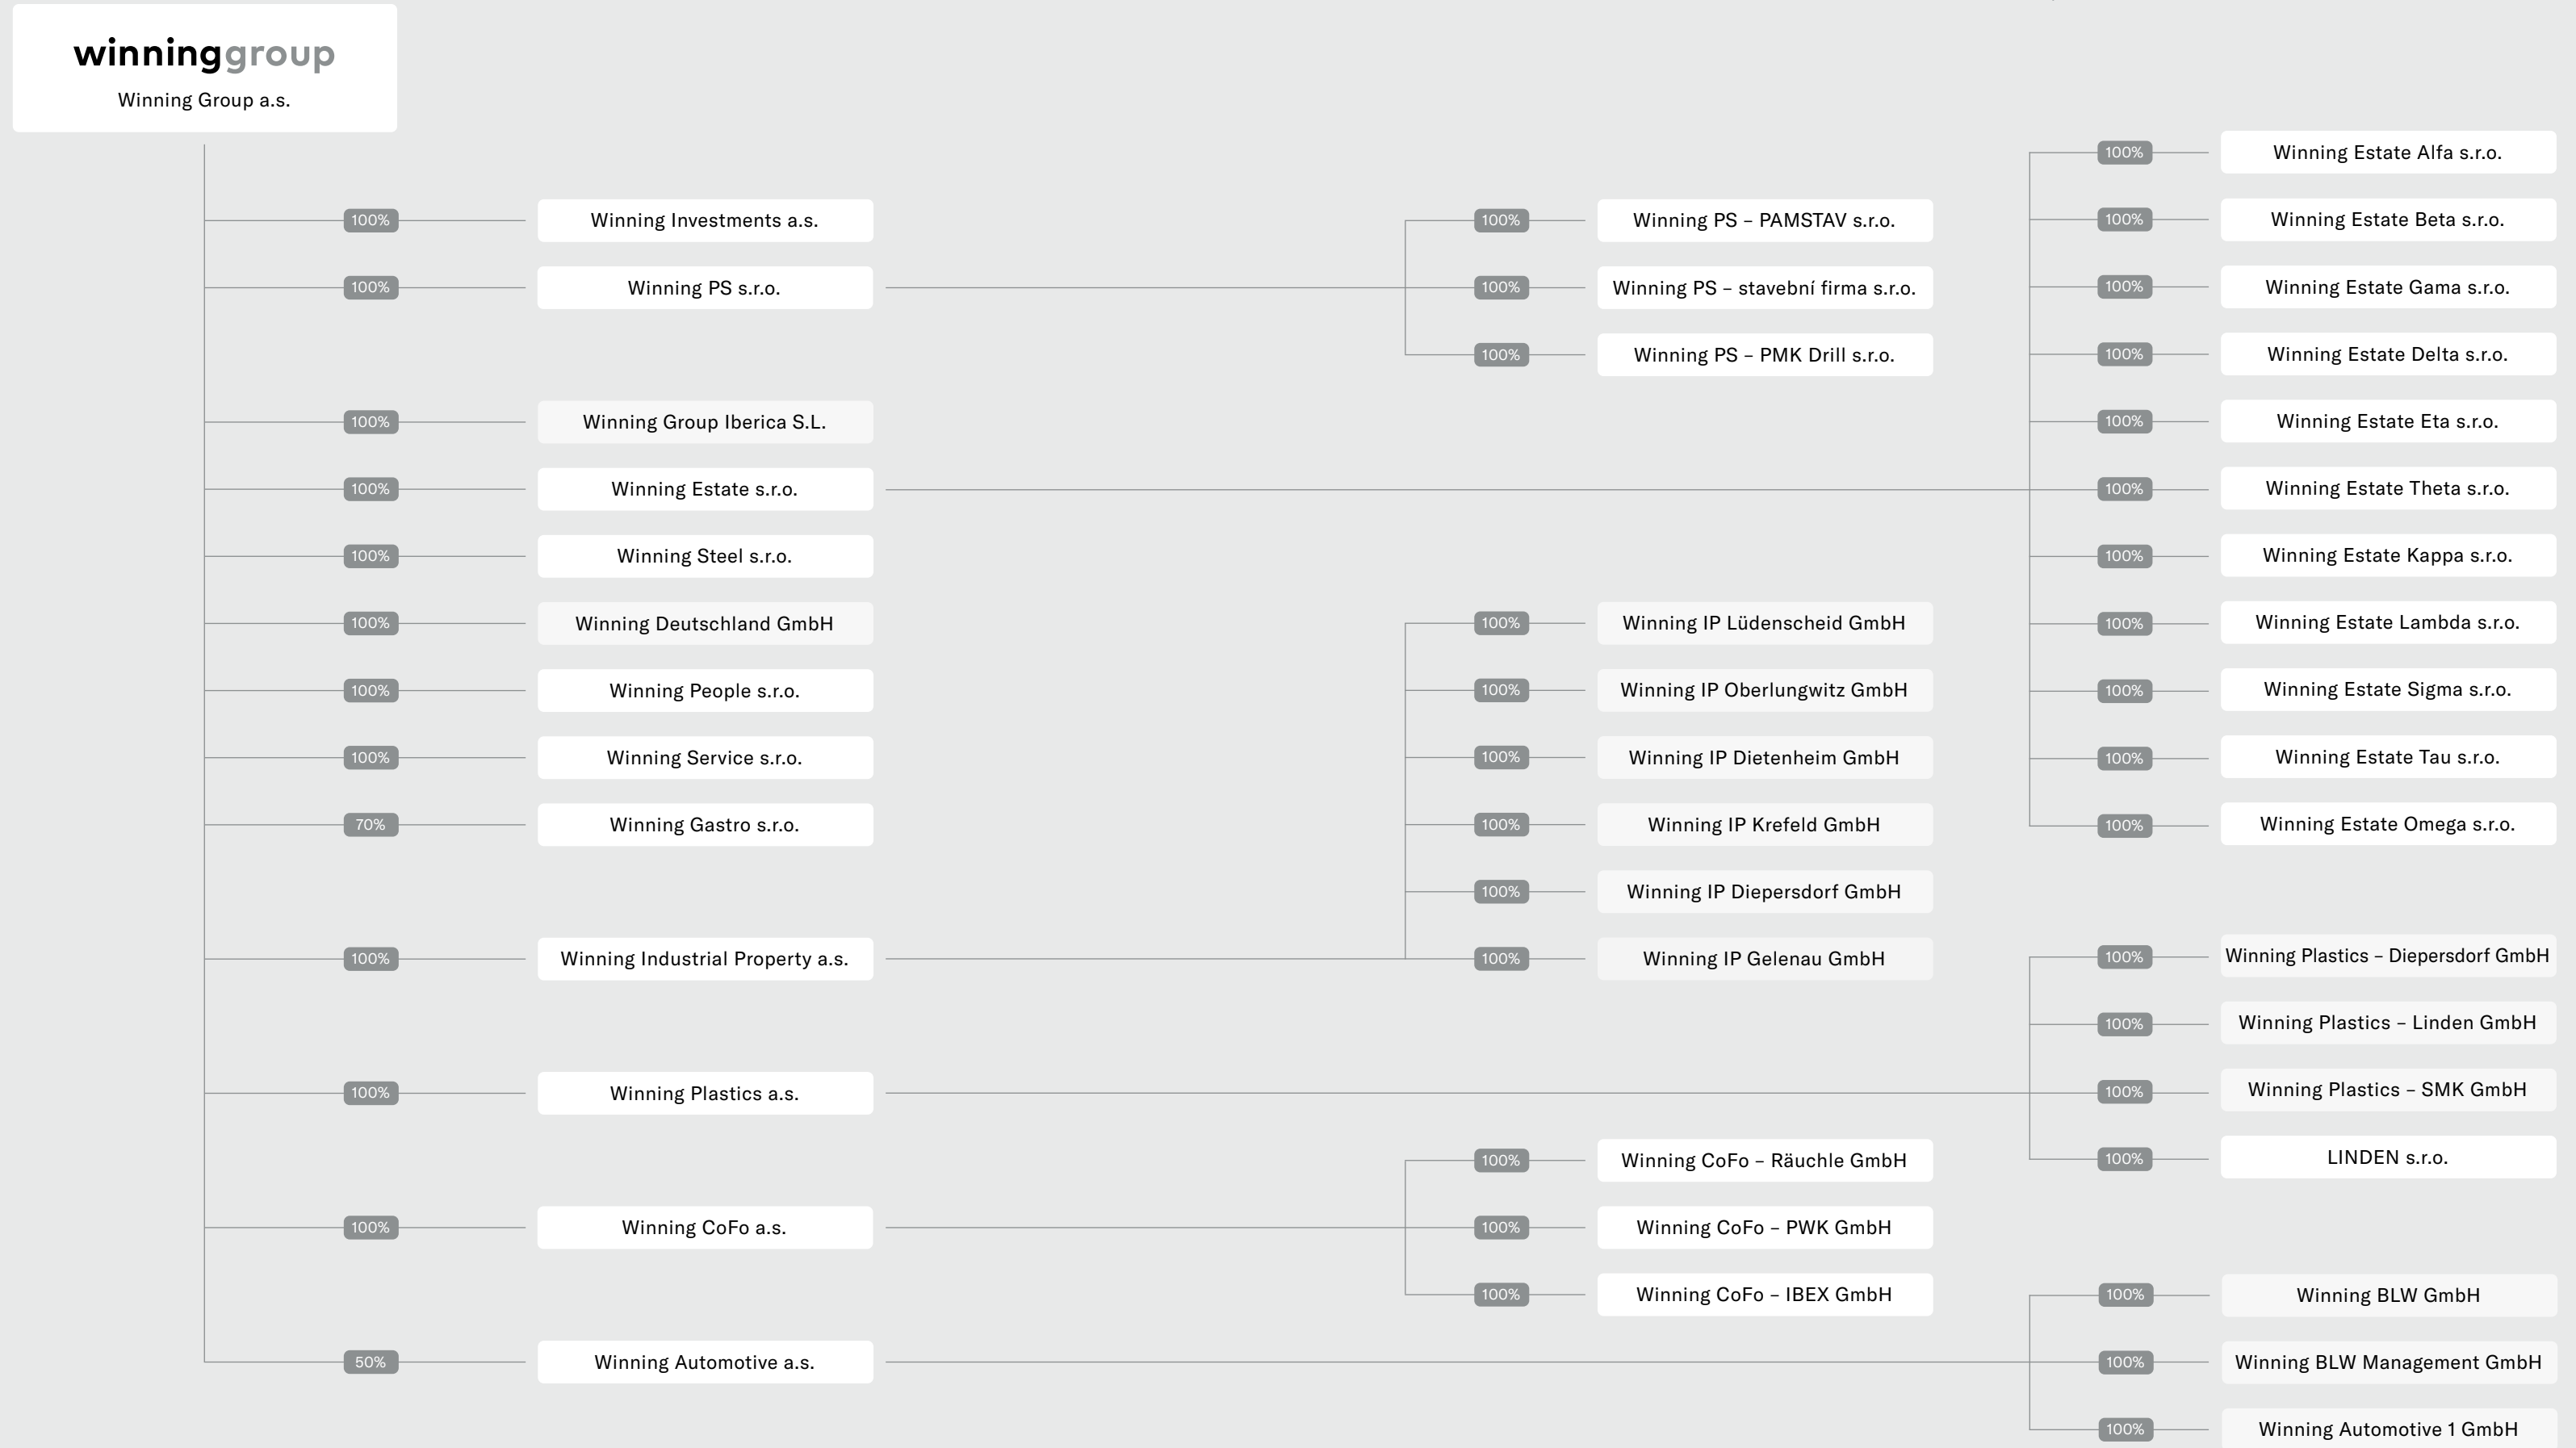 winninggroup
Winning Group a.s.
100%
Winning Investments a.s.
100%
Winning PS s.r.o.
100%
Winning PS – PAMSTAV s.r.o.
100%
Winning PS – stavební firma s.r.o.
100%
Winning PS – PMK Drill s.r.o.
100%
Winning Group Iberica S.L.
100%
Winning Estate s.r.o.
100%
Winning Estate Alfa s.r.o.
100%
Winning Estate Beta s.r.o.
100%
Winning Estate Gama s.r.o.
100%
Winning Estate Delta s.r.o.
100%
Winning Estate Eta s.r.o.
100%
Winning Estate Theta s.r.o.
100%
Winning Estate Kappa s.r.o.
100%
Winning Estate Lambda s.r.o.
100%
Winning Estate Sigma s.r.o.
100%
Winning Estate Tau s.r.o.
100%
Winning Estate Omega s.r.o.
100%
Winning Steel s.r.o.
100%
Winning Deutschland GmbH
100%
Winning People s.r.o.
100%
Winning Service s.r.o.
70%
Winning Gastro s.r.o.
100%
Winning Industrial Property a.s.
100%
Winning IP Lüdenscheid GmbH
100%
Winning IP Oberlungwitz GmbH
100%
Winning IP Dietenheim GmbH
100%
Winning IP Krefeld GmbH
100%
Winning IP Diepersdorf GmbH
100%
Winning IP Gelenau GmbH
100%
Winning Plastics a.s.
100%
Winning Plastics – Diepersdorf GmbH
100%
Winning Plastics – Linden GmbH
100%
Winning Plastics – SMK GmbH
100%
LINDEN s.r.o.
100%
Winning CoFo a.s.
100%
Winning CoFo – Räuchle GmbH
100%
Winning CoFo – PWK GmbH
100%
Winning CoFo – IBEX GmbH
50%
Winning Automotive a.s.
100%
Winning BLW GmbH
100%
Winning BLW Management GmbH
100%
Winning Automotive 1 GmbH